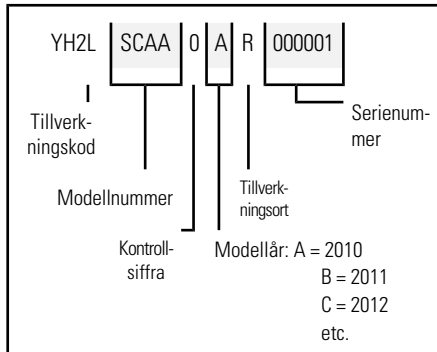 YH2L SCAA 0 A R 000001
Tillverk-
ningskod
Serienum-
mer
Modellnummer
Tillverk-
ningsort
Kontroll-
siffra
Modellår: A = 2010
B = 2011
C = 2012
etc.